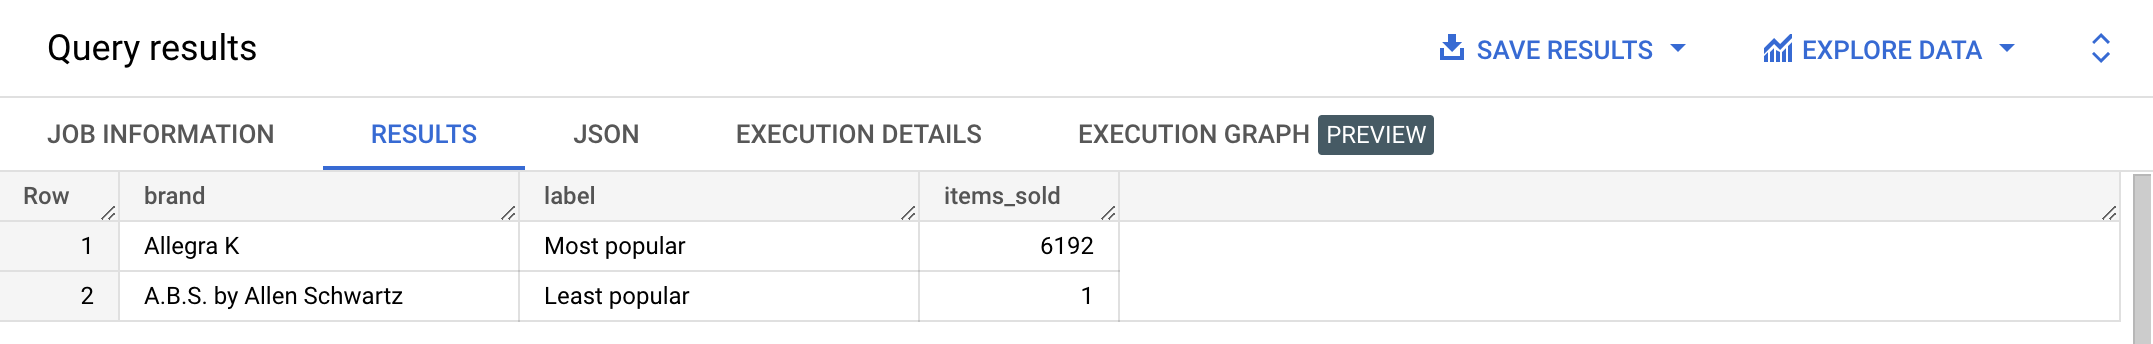 Query results
SAVE RESULTS
EXPLORE DATA
JOB INFORMATION RESULTS JSON EXECUTION DETAILS EXECUTION GRAPH PREVIEW
Row brand label items_sold
1 Allegra K Most popular 6192
2 A.B.S. by Allen Schwartz Least popular 1